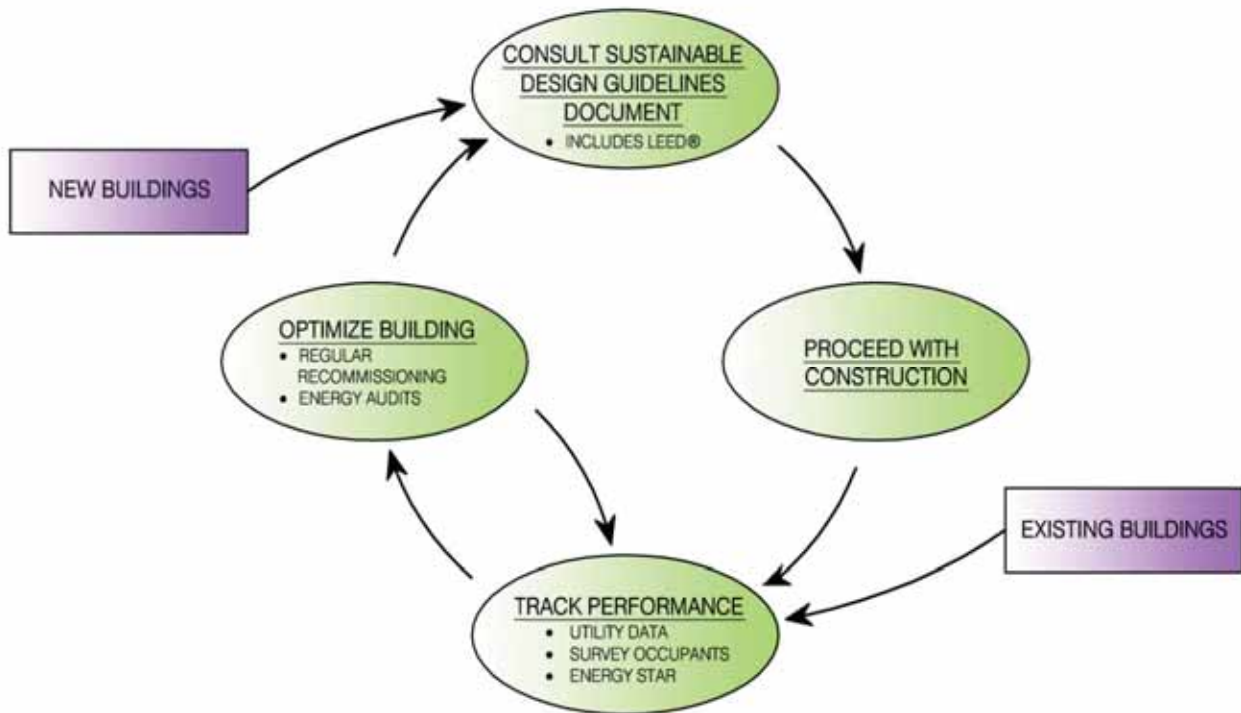 CONSULT SUSTAINABLE
DESIGN GUIDELINES
DOCUMENT
• INCLUDES LEED®
NEW BUILDINGS
OPTIMIZE BUILDING
• REGULAR
RECOMMISSIONING
• ENERGY AUDITS
PROCEED WITH
CONSTRUCTION
EXISTING BUILDINGS
TRACK PERFORMANCE
• UTILITY DATA
• SURVEY OCCUPANTS
• ENERGY STAR